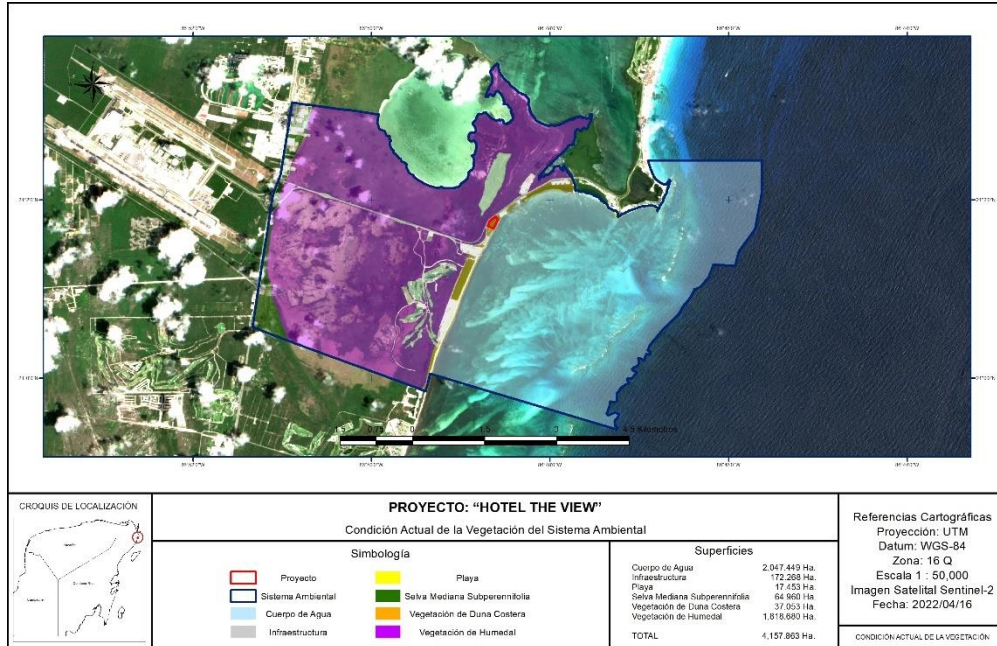 1.5 0.75 0 1.5 3 4.5 Kilometros
CROQUIS DE LOCALIZACIÓN
PROYECTO: “HOTEL THE VIEW”
Condición Actual de la Vegetación del Sistema Ambiental
Simbología
Proyecto
Playa
Sistema Ambiental
Selva Mediana Subperennifolia
Cuerpo de Agua
Vegetación de Duna Costera
Infraestructura
Vegetación de Humedal
Superficies
Cuerpo de Agua 2,047.449 Ha.
Infraestructura 172.268 Ha.
Playa 17.453 Ha.
Selva Mediana Subperennifolia 64.960 Ha.
Vegetación de Duna Costera 37.053 Ha.
Vegetación de Humedal 1,818.680 Ha.
TOTAL 4,157.863 Ha.
Referencias Cartográficas
Proyección: UTM
Datum: WGS-84
Zona: 16 Q
Escala 1 : 50,000
Imagen Satelital Sentinel-2
Fecha: 2022/04/16
CONDICIÓN ACTUAL DE LA VEGETACIÓN